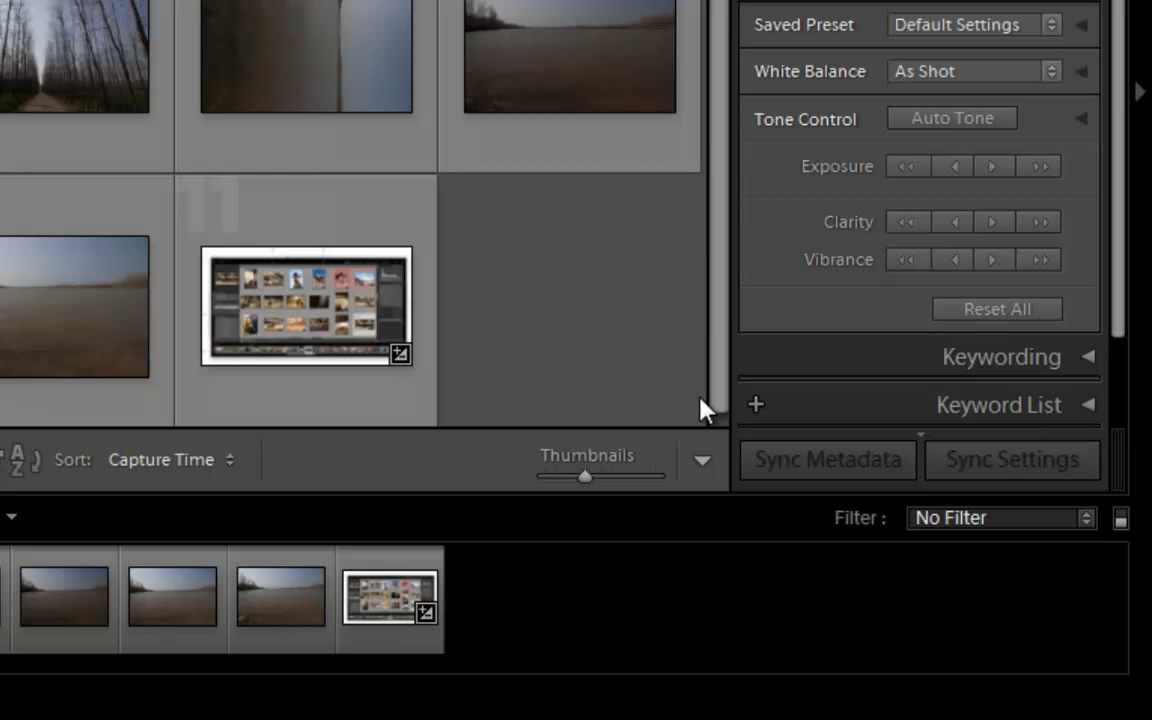 Saved Preset Default Settings
White Balance As Shot
Tone Control Auto Tone
Exposure
11
Clarity
Vibrance
Reset All
Keywording
Keyword List
Sort: Capture Time Thumbnails Sync Metadata Sync Settings
Filter : No Filter